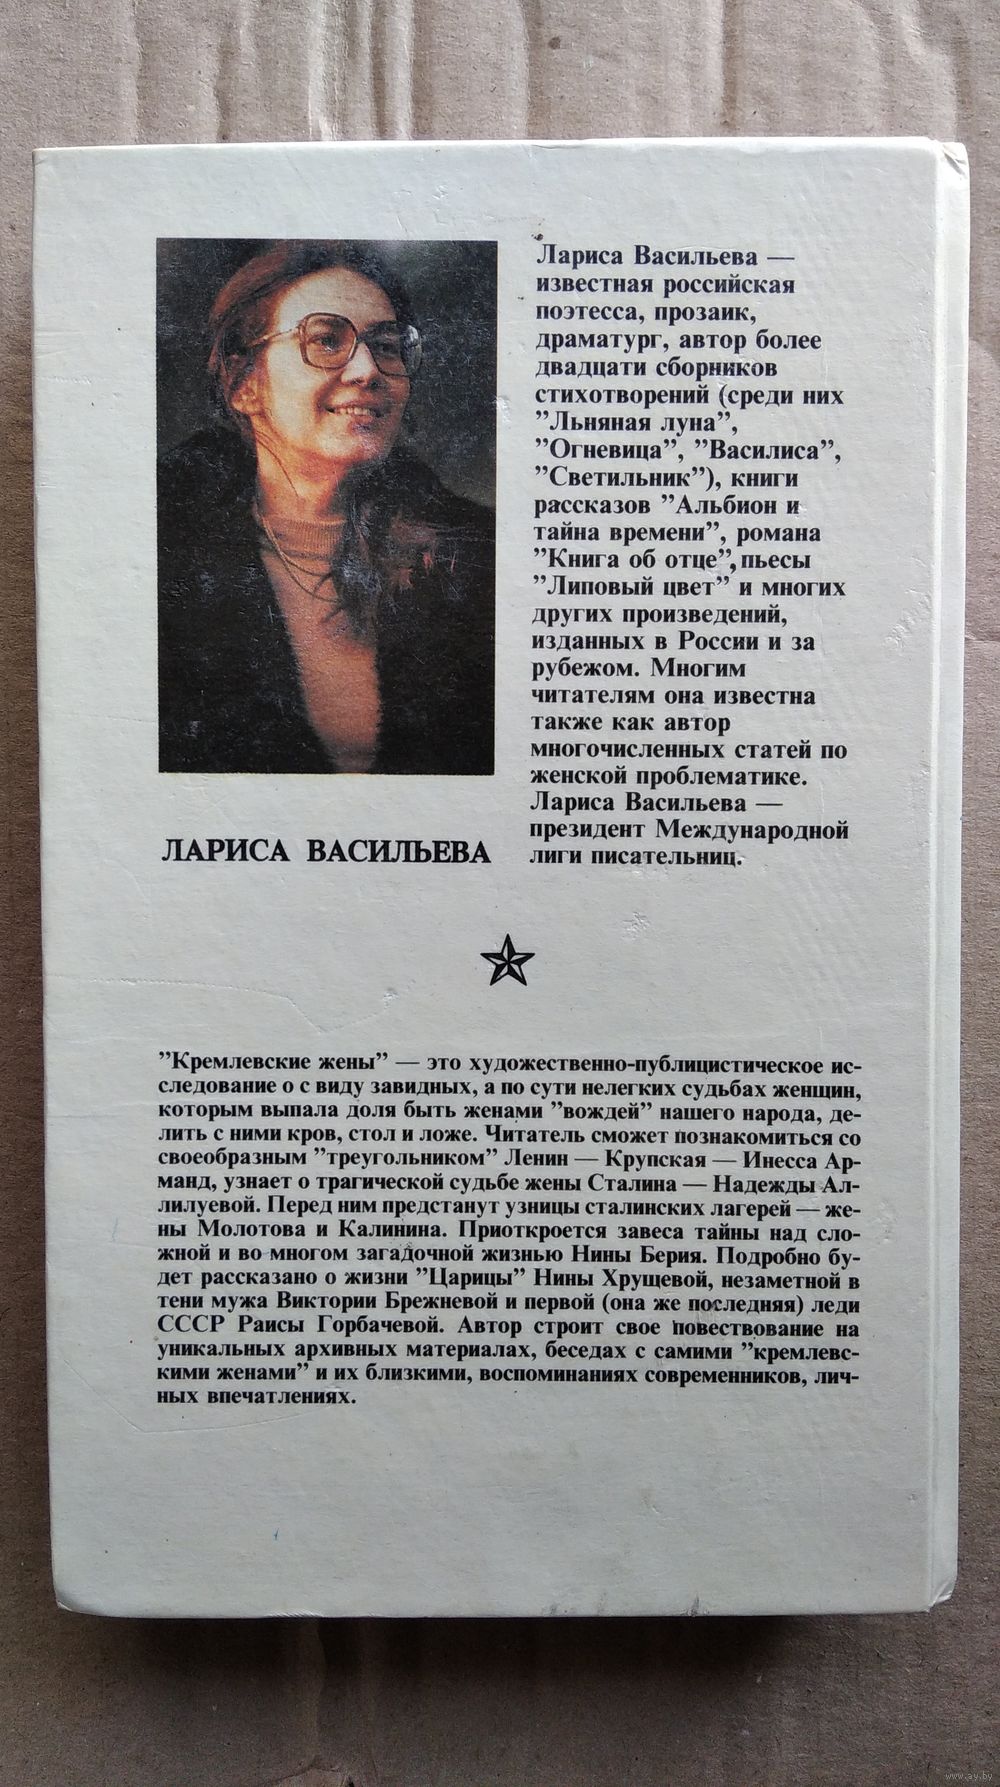 Лариса Васильева —
известная российская
поэтесса, прозаик,
драматург, автор более
двадцати сборников
стихотворений (среди них
”Льняная луна”,
”Огневица”, ”Василиса”,
”Светильник”), книги
рассказов ”Альбион и
тайна времени”, романа
”Книга об отце”, пьесы
”Липовый цвет” и многих
других произведений,
изданных в России и за
рубежом. Многим
читателям она известна
также как автор
многочисленных статей по
женской проблематике.
Лариса Васильева —
президент Международной
лиги писательниц.
ЛАРИСА ВАСИЛЬЕВА
”Кремлевские жены” — это художественно-публицистическое ис-
следование о с виду завидных, а по сути нелегких судьбах женщин,
которым выпала доля быть женами ”вождей” нашего народа, де-
лить с ними кров, стол и ложе. Читатель сможет познакомиться со
своеобразным ”треугольником” Ленин — Крупская — Инесса Ар-
манд, узнает о трагической судьбе жены Сталина — Надежды Ал-
лилуевой. Перед ним предстанут узницы сталинских лагерей — же-
ны Молотова и Калинина. Приоткроется завеса тайны над сло-
жной и во многом загадочной жизнью Нины Берия. Подробно бу-
дет рассказано о жизни ”Царицы” Нины Хрущевой, незаметной в
тени мужа Виктории Брежневой и первой (она же последняя) леди
СССР Раисы Горбачевой. Автор строит свое повествование на
уникальных архивных материалах, беседах с самими ”кремлевс-
кими женами” и их близкими, воспоминаниях современников, лич-
ных впечатлениях.
www.ay.by